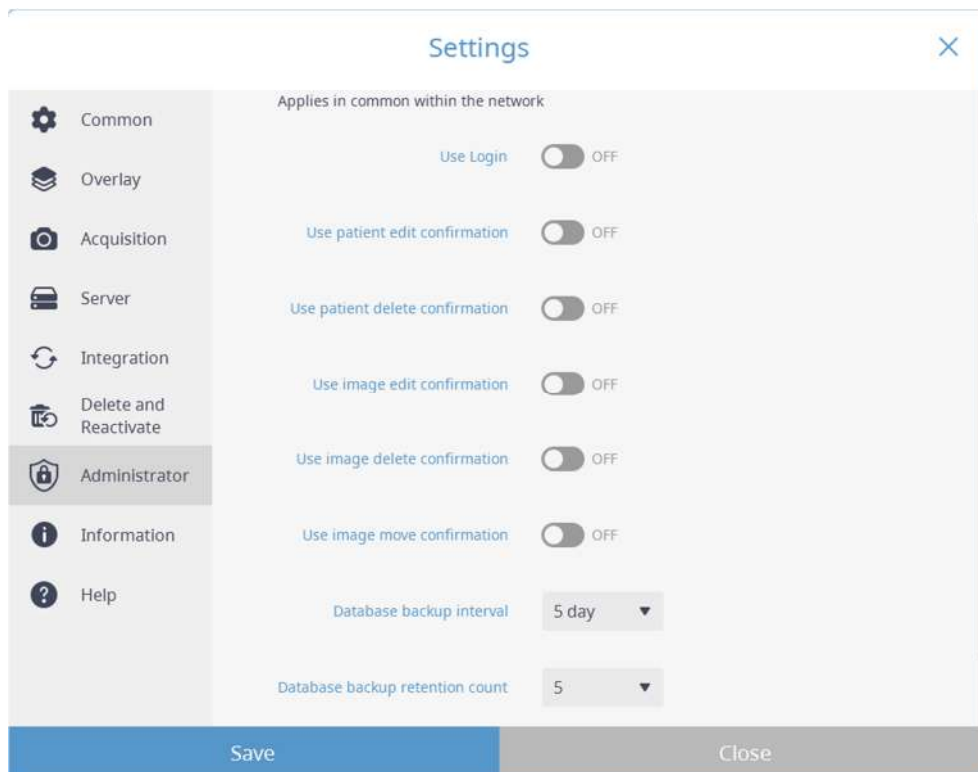 Settings
Common
Overlay
Acquisition
Server
Integration
Delete and
Reactivate
Administrator
Information
Help
Applies in common within the network
Use Login OFF
Use patient edit confirmation OFF
Use patient delete confirmation OFF
Use image edit confirmation OFF
Use image delete confirmation OFF
Use image move confirmation OFF
Database backup interval 5 day
Database backup retention count 5
Save Close